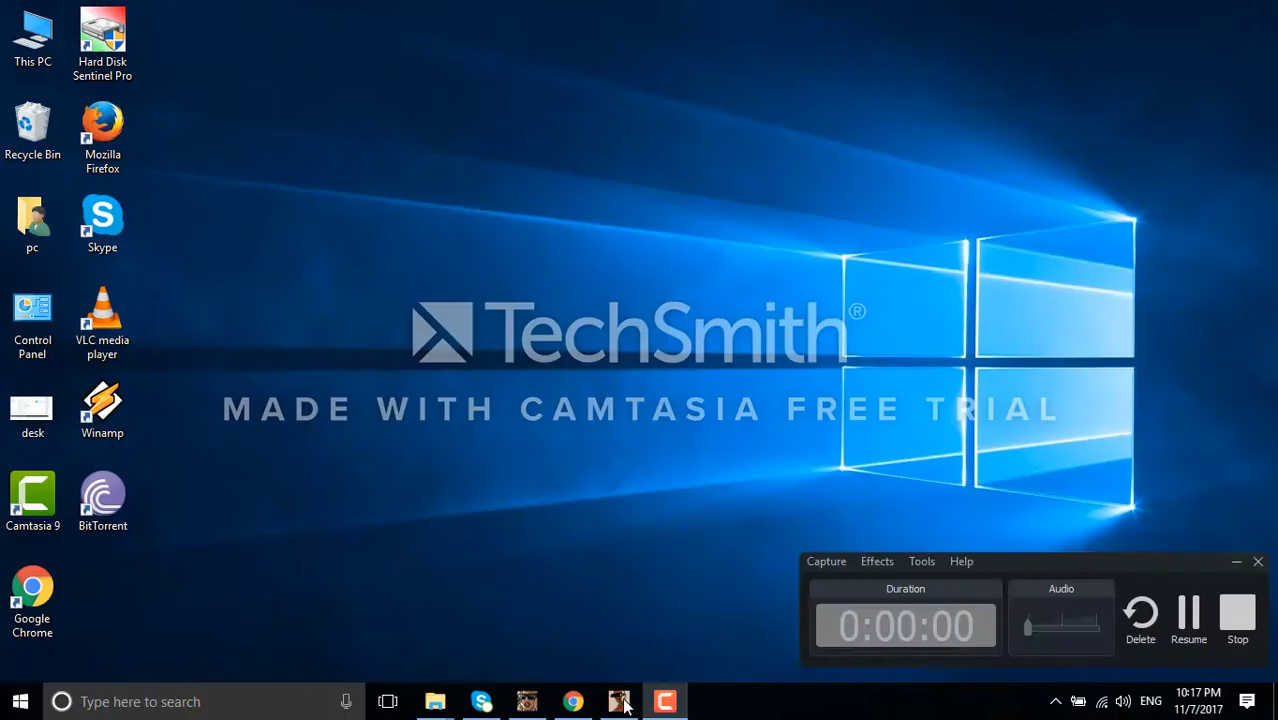 This PC
Hard Disk
Sentinel Pro
Recycle Bin
Mozilla
Firefox
pc
Skype
Control
Panel
VLC media
player
desk
Winamp
Camtasia 9
BitTorrent
Google
Chrome
TechSmith®
MADE WITH CAMTASIA FREE TRIAL
Capture Effects Tools Help
Duration
Audio
0:00:00
Delete Resume Stop
Type here to search
ENG
10:17 PM
11/7/2017